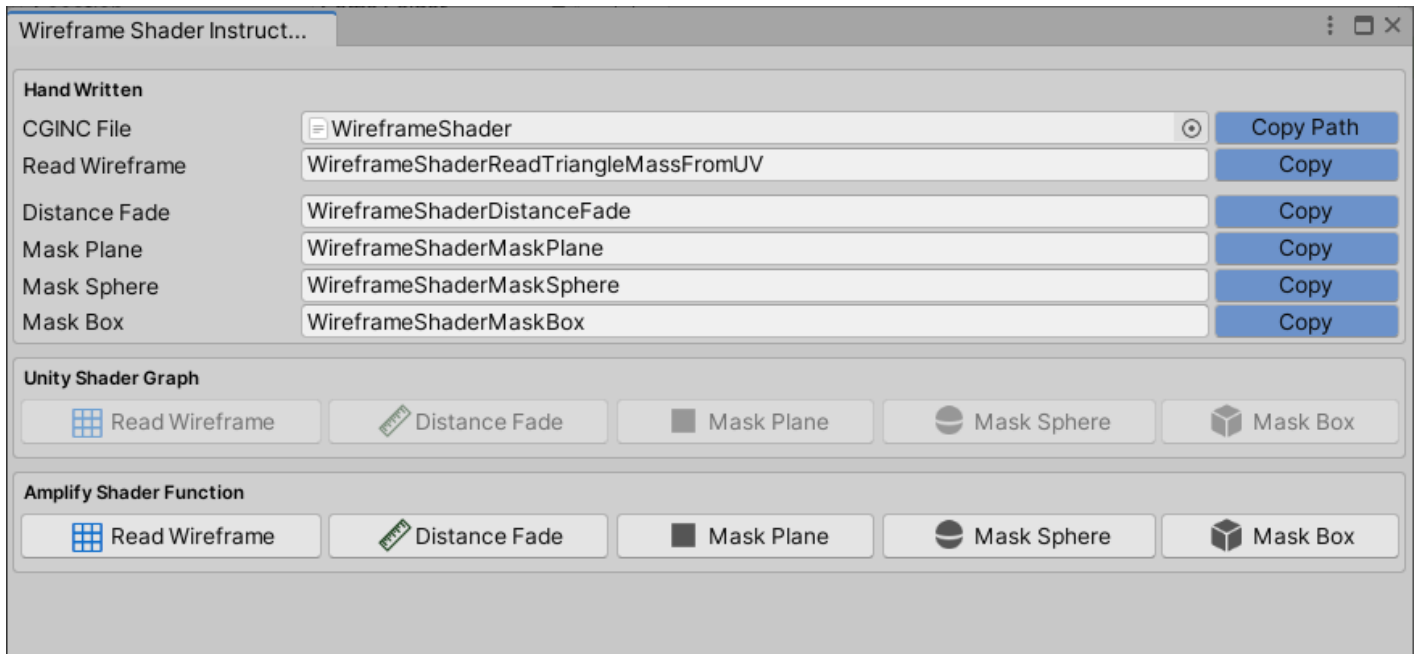 Wireframe Shader Instruct...
Hand Written
CGINC File WireframeShader Copy Path
Read Wireframe WireframeShaderReadTriangleMassFromUV Copy
Distance Fade WireframeShaderDistanceFade Copy
Mask Plane WireframeShaderMaskPlane Copy
Mask Sphere WireframeShaderMaskSphere Copy
Mask Box WireframeShaderMaskBox Copy
Unity Shader Graph
Read Wireframe Distance Fade Mask Plane Mask Sphere Mask Box
Amplify Shader Function
Read Wireframe Distance Fade Mask Plane Mask Sphere Mask Box